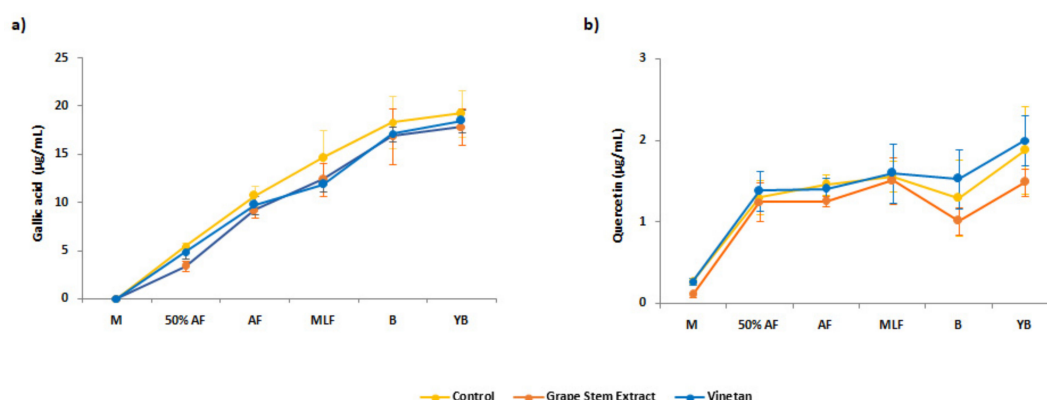 a)
25
20
15
10
5
0
Gallic acid (µg/mL)
M 50% AF AF MLF B YB
b)
3
2
1
0
Quercetin (µg/mL)
M 50% AF AF MLF B YB
Control Grape Stem Extract Vinetan